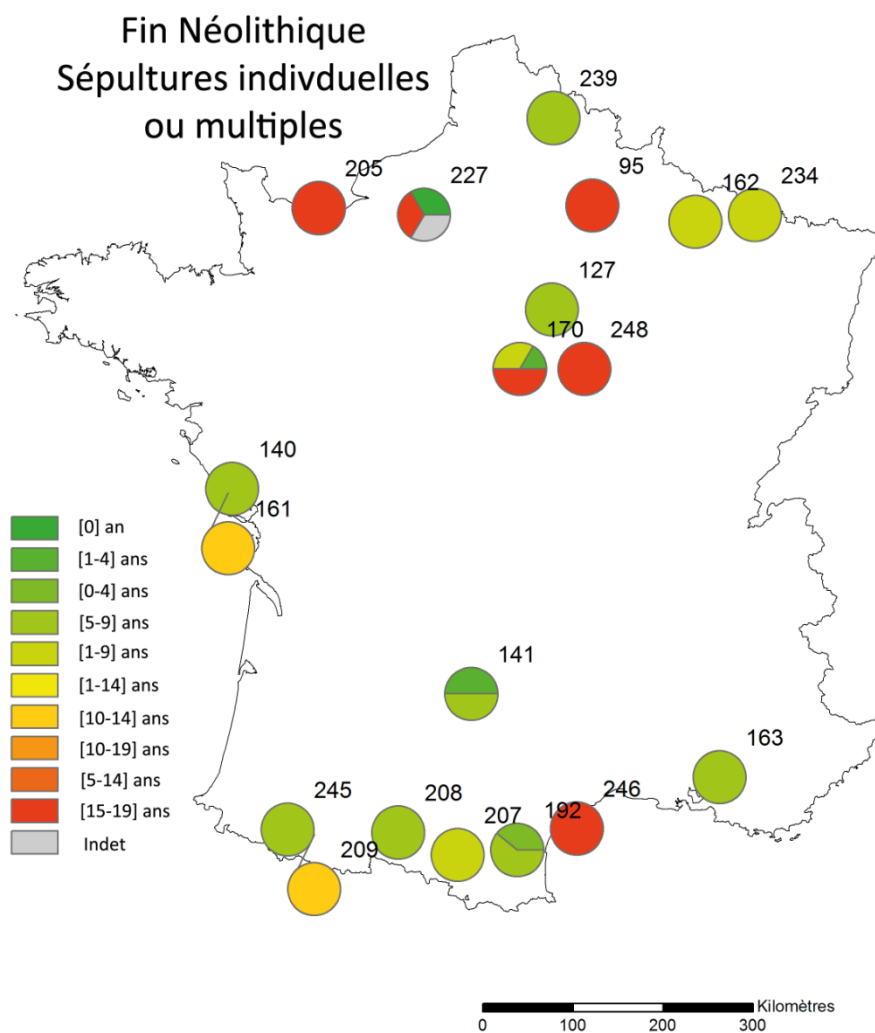 Fin Néolithique
Sépultures indivduelles
ou multiples
239
205
227
95
162
234
127
170
248
140
161
[0] an
[1-4] ans
[0-4] ans
[5-9] ans
[1-9] ans
[1-14] ans
[10-14] ans
[10-19] ans
[5-14] ans
[15-19] ans
Indet
141
163
245
208
207
192
246
209
Kilomètres
0 100 200 300